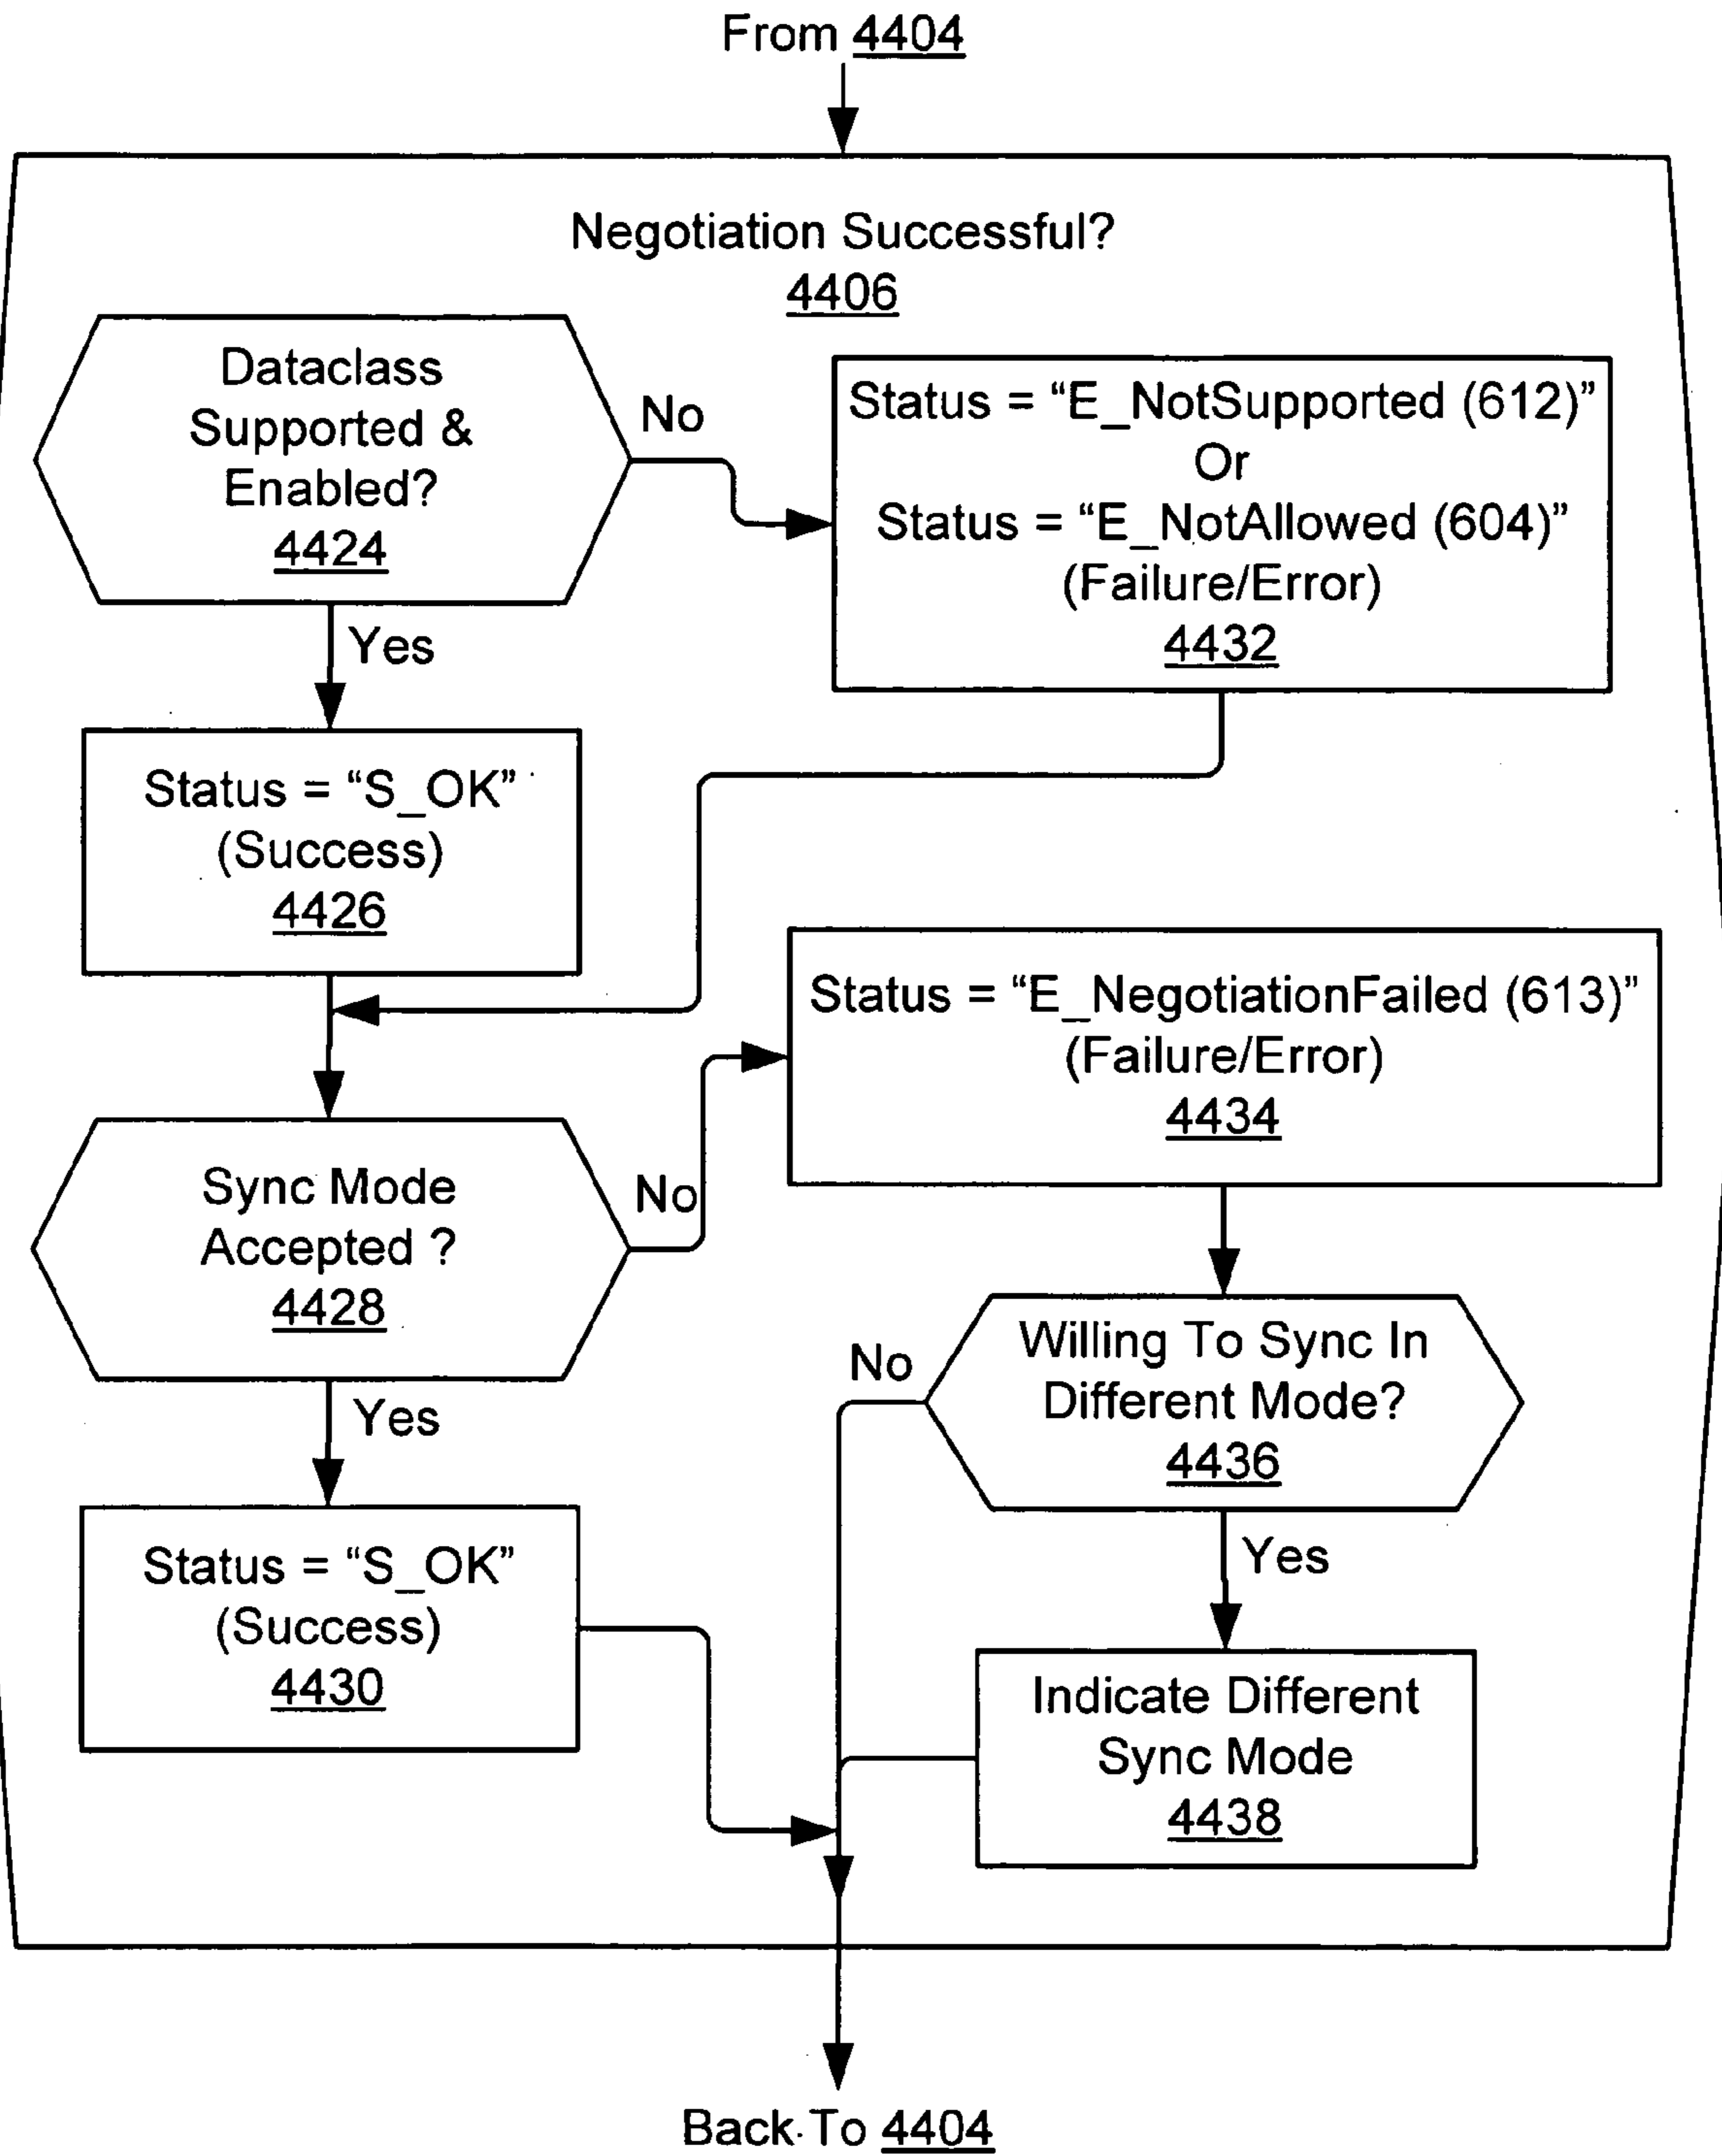 From 4404
Negotiation Successful?
4406
Dataclass
Supported &
Enabled?
4424
No
Status = “E_NotSupported (612)”
Or
Status = “E_NotAllowed (604)”
(Failure/Error)
4432
Yes
Status = “S_OK”
(Success)
4426
Status = “E_NegotiationFailed (613)”
(Failure/Error)
4434
Sync Mode
Accepted ?
4428
No
Willing To Sync In
Different Mode?
4436
No
Yes
Yes
Status = “S_OK”
(Success)
4430
Indicate Different
Sync Mode
4438
Back To 4404